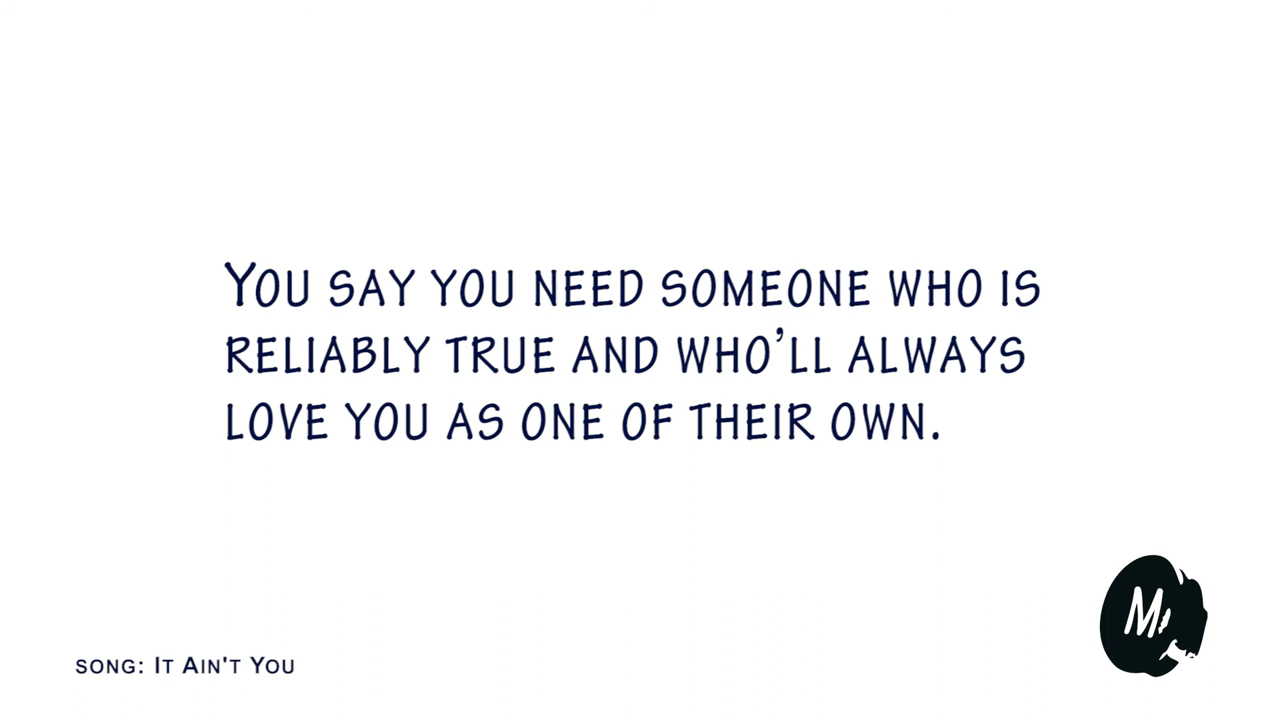 You say you need someone who is
reliably true and who’ll always
love you as one of their own.
M
song: It Ain't You